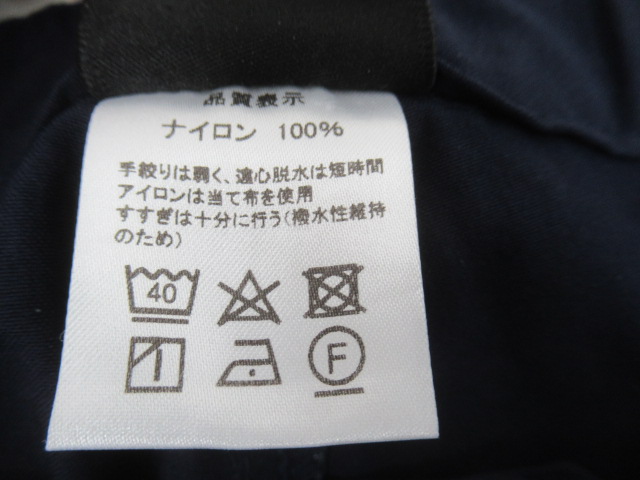 品質表示
ナイロン 100%
手絞りは弱く、遠心脱水は短時間
アイロンは当て布を使用
すすぎは十分に行う(撥水性維持
のため)
40
F